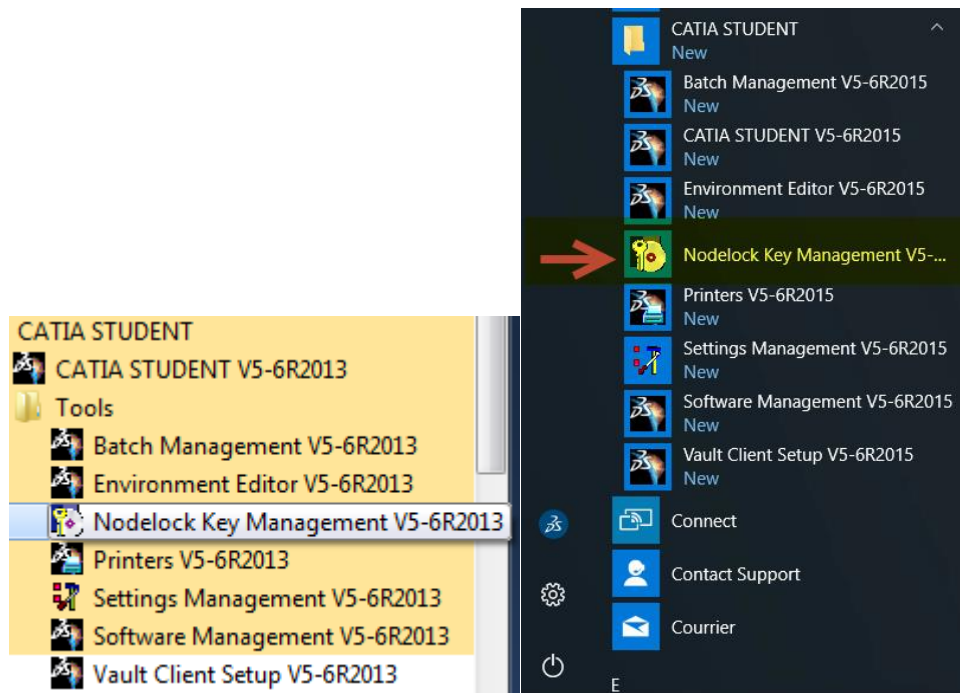 CATIA STUDENT
CATIA STUDENT V5-6R2013
Tools
Batch Management V5-6R2013
Environment Editor V5-6R2013
Nodelock Key Management V5-6R2013
Printers V5-6R2013
Settings Management V5-6R2013
Software Management V5-6R2013
Vault Client Setup V5-6R2013
CATIA STUDENT
New
Batch Management V5-6R2015
New
CATIA STUDENT V5-6R2015
New
Environment Editor V5-6R2015
New
Nodelock Key Management V5-...
Printers V5-6R2015
New
Settings Management V5-6R2015
New
Software Management V5-6R2015
New
Vault Client Setup V5-6R2015
New
Connect
Contact Support
Courrier
E